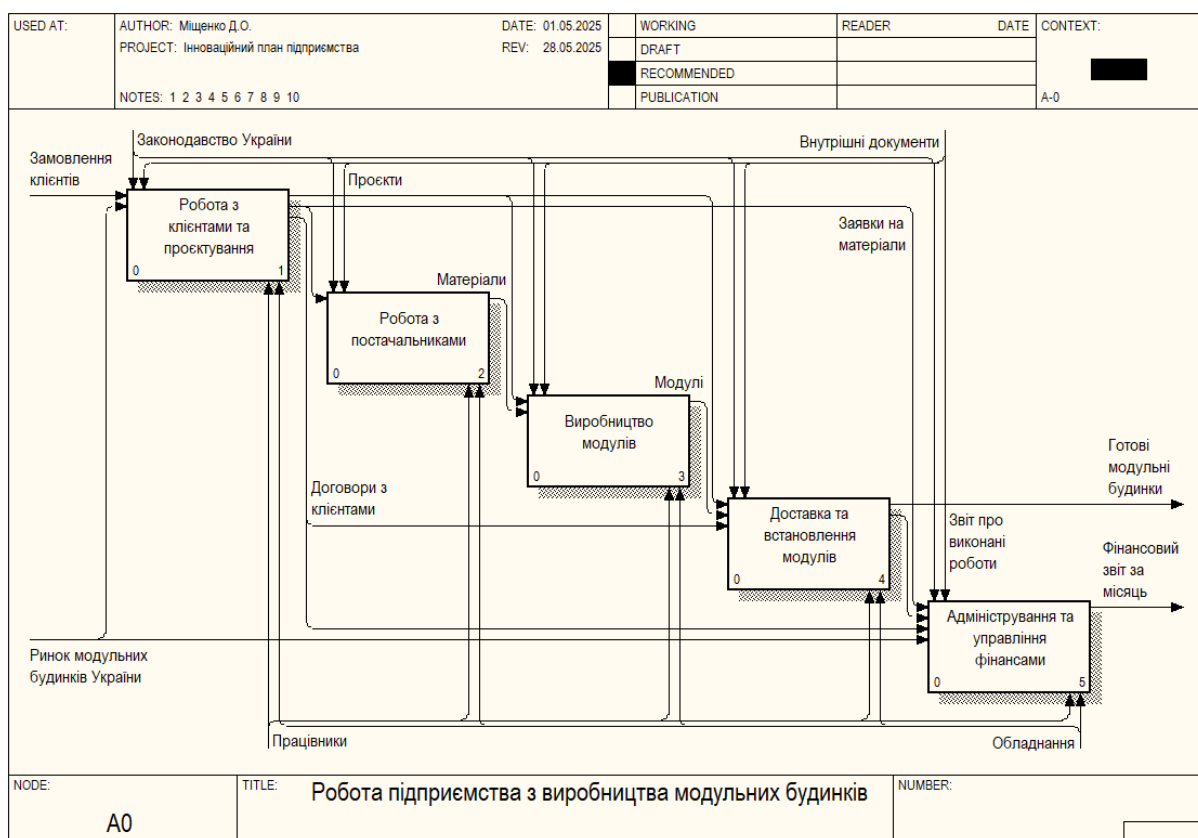 USED AT:
AUTHOR: Міщенко Д.О.
DATE: 01.05.2025
PROJECT: Інноваційний план підприємства
REV: 28.05.2025
NOTES: 1 2 3 4 5 6 7 8 9 10
WORKING
DRAFT
RECOMMENDED
PUBLICATION
READER
DATE
CONTEXT:
A-0
Законодавство України
Внутрішні документи
Замовлення
клієнтів
Проєкти
Робота з
клієнтами та
проєктування
0
1
Заявки на
матеріали
Матеріали
Робота з
постачальниками
0
2
Модулі
Виробництво
модулів
0
3
Готові
модульні
будинки
Договори з
клієнтами
Доставка та
встановлення
модулів
0
4
Звіт про
виконані
роботи
Фінансовий
звіт за
місяць
Адміністрування та
управління
фінансами
0
5
Ринок модульних
будинків України
Працівники
Обладнання
NODE:
A0
TITLE:
Робота підприємства з виробництва модульних будинків
NUMBER: